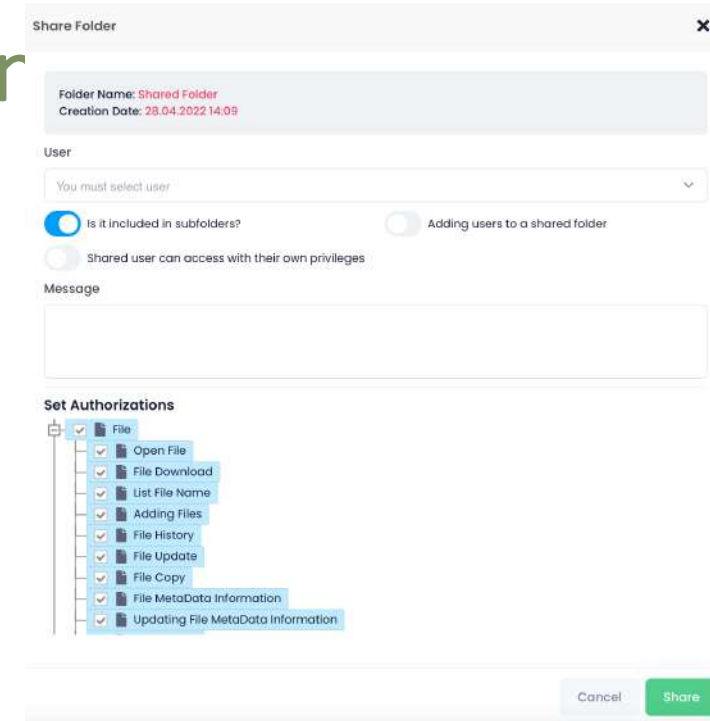 Share Folder
Folder Name: Shared Folder
Creation Date: 28.04.2022 14:09
User
You must select user
Is it included in subfolders? Adding users to a shared folder
Shared user can access with their own privileges
Message
Set Authorizations
File
Open File
File Download
List File Name
Adding Files
File History
File Update
File Copy
File MetaData Information
Updating File MetaData Information
Cancel Share